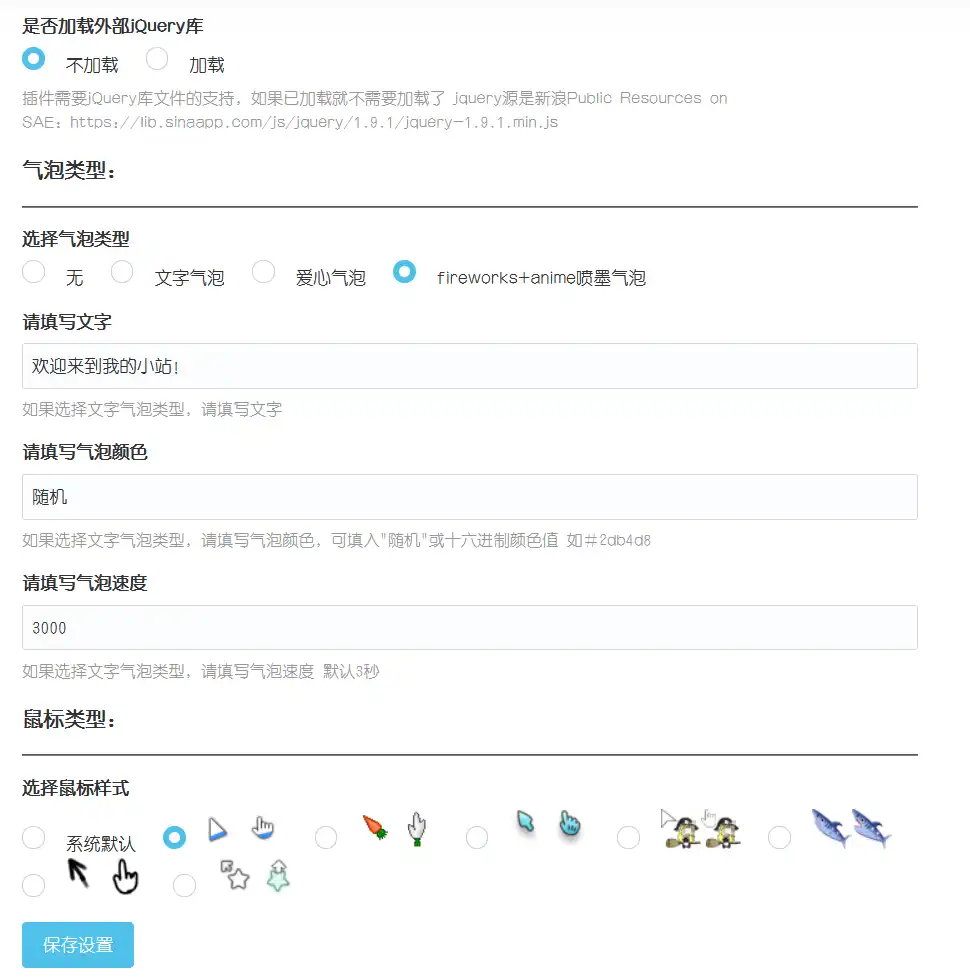 是否加载外部jQuery库
不加载 加载
插件需要jQuery库文件的支持，如果已加载就不需要加载了 jquery源是新浪Public Resources on
SAE：https://lib.sinaapp.com/js/jquery/1.9.1/jquery-1.9.1.min.js
气泡类型：
选择气泡类型
无 文字气泡 爱心气泡 fireworks+anime喷墨气泡
请填写文字
欢迎来到我的小站！
如果选择文字气泡类型，请填写文字
请填写气泡颜色
随机
如果选择文字气泡类型，请填写气泡颜色，可填入"随机"或十六进制颜色值 如#2db4d8
请填写气泡速度
3000
如果选择文字气泡类型，请填写气泡速度 默认3秒
鼠标类型：
选择鼠标样式
系统默认
保存设置